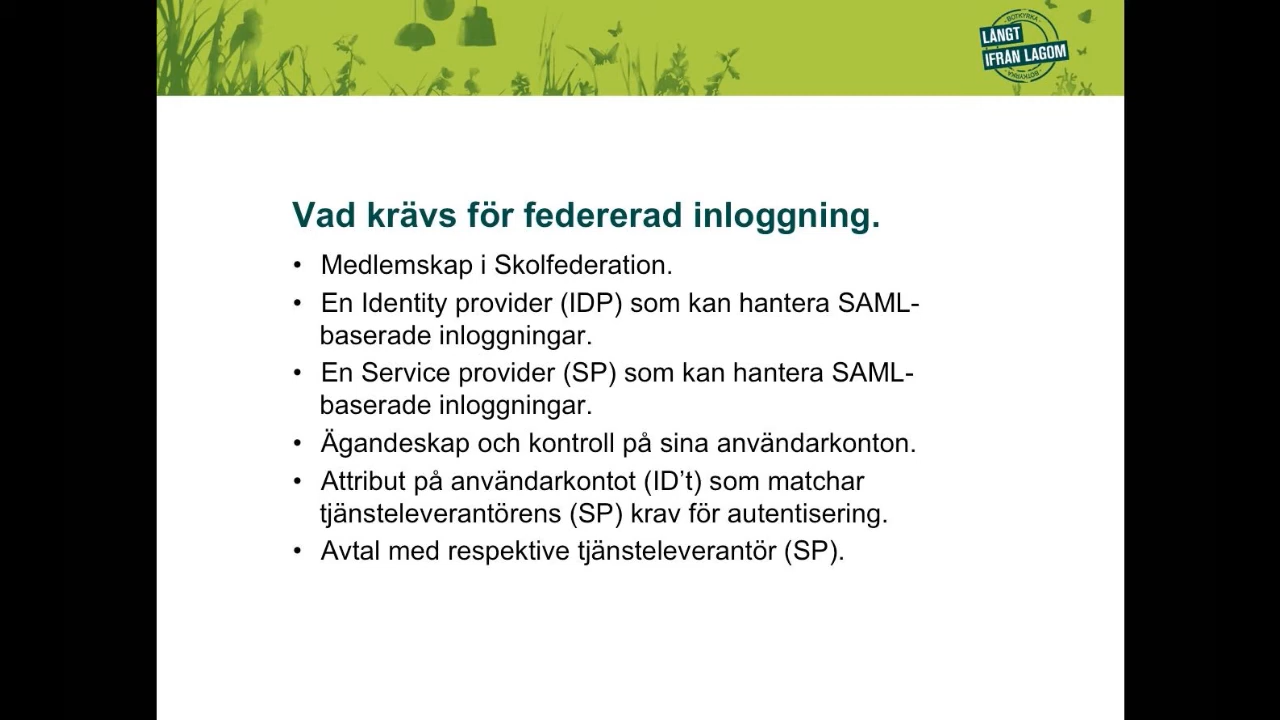 BOTKYRKA
LÅNGT
IFRÅN LAGOM
BOTKYRKA
Vad krävs för federerad inloggning.
• Medlemskap i Skolfederation.
• En Identity provider (IDP) som kan hantera SAML-
baserade inloggningar.
• En Service provider (SP) som kan hantera SAML-
baserade inloggningar.
• Ägandeskap och kontroll på sina användarkonton.
• Attribut på användarkontot (ID’t) som matchar
tjänsteleverantörens (SP) krav för autentisering.
• Avtal med respektive tjänsteleverantör (SP).